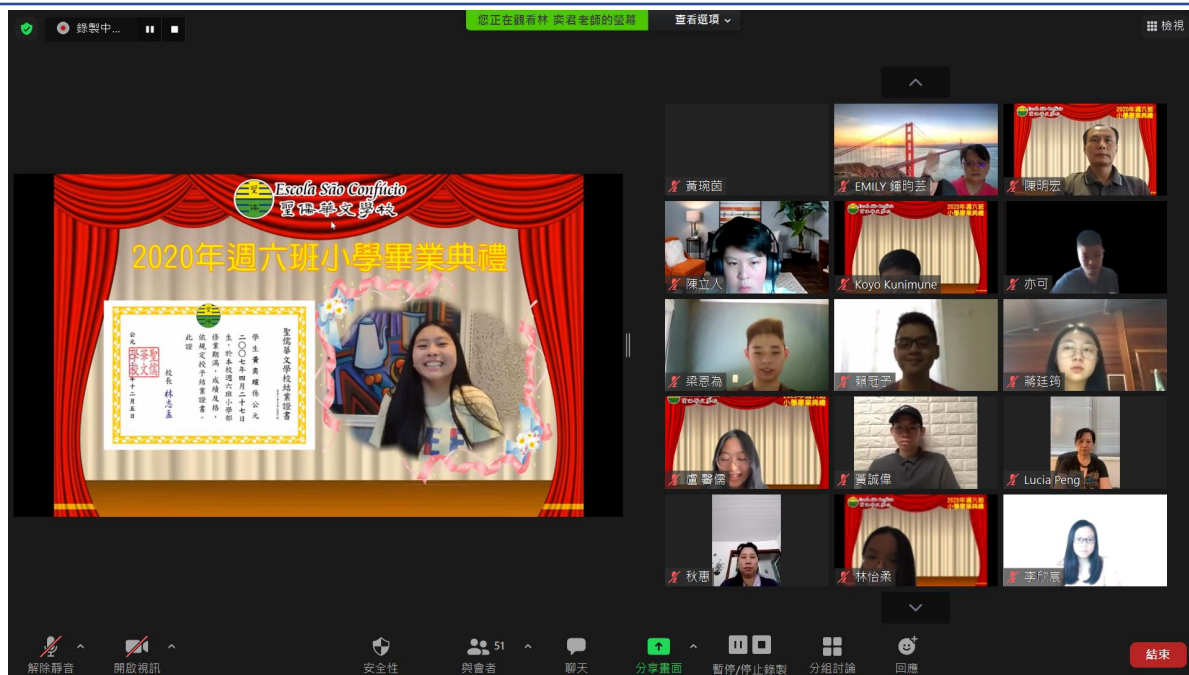 錄製中...
您正在觀看林 奕君老師的螢幕
查看選項
檢視
Escola São Confúcio
聖儒華文學校
2020年週六班小學畢業典禮
聖儒華文學校結業證書
學生黃奕瑄係公元
二〇〇七年四月二十七日
生，於本校週六班小學部
修業期滿，成績及格，
依規定授予結業證書。
此證
校長 林志孟
公元
年十二月五日
黃琬茵
EMILY 鍾昀芸
陳明宏
陳立人
Koyo Kunimune
亦可
梁恩為
賴冠予
蔣廷筠
盧 馨儒
黃誠偉
Lucia Peng
秋惠
林怡柔
李欣宸
解除靜音
開啟視訊
安全性
51
與會者
聊天
分享畫面
暫停/停止錄製
分組討論
回應
結束